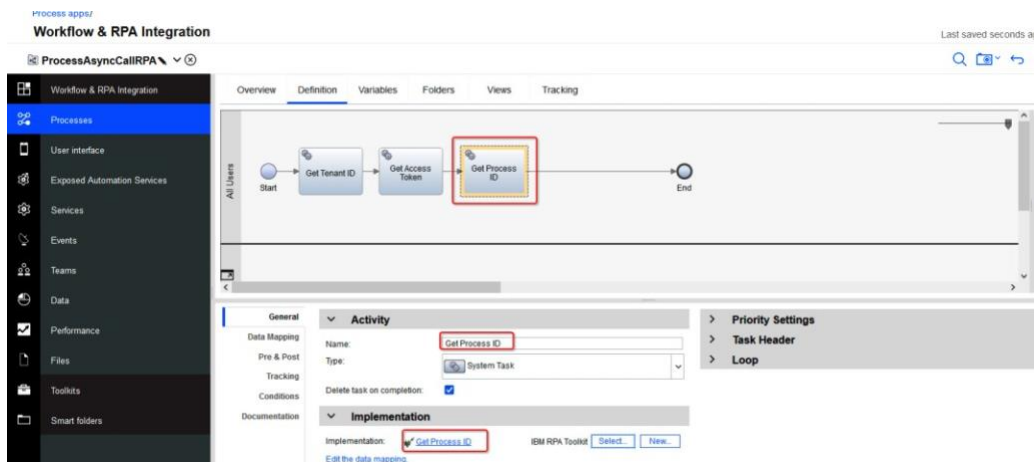 Process apps/
Workflow & RPA Integration
Last saved seconds a
ProcessAsyncCallRPA
Workflow & RPA Integration
Processes
User interface
Exposed Automation Services
Services
Events
Teams
Data
Performance
Files
Toolkits
Smart folders
Overview Definition Variables Folders Views Tracking
All Users
Start
Get Tenant ID
Get Access
Token
Get Process
ID
End
General
Data Mapping
Pre & Post
Tracking
Conditions
Documentation
Activity
Name: Get Process ID
Type: System Task
Delete task on completion:
Implementation
Implementation: Get Process ID IBM RPA Toolkit Select... New...
Edit the data mapping.
Priority Settings
Task Header
Loop